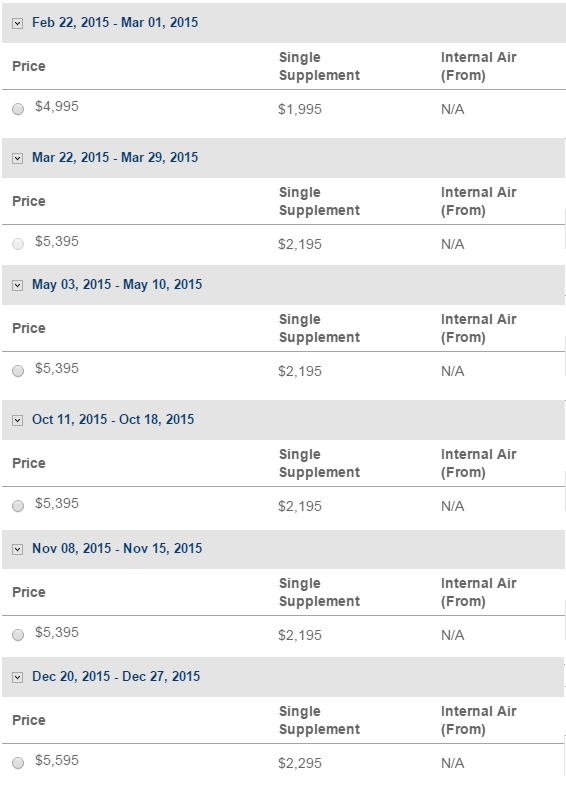 Feb 22, 2015 - Mar 01, 2015
Price Single Supplement Internal Air (From)
$4,995 $1,995 N/A
Mar 22, 2015 - Mar 29, 2015
Price Single Supplement Internal Air (From)
$5,395 $2,195 N/A
May 03, 2015 - May 10, 2015
Price Single Supplement Internal Air (From)
$5,395 $2,195 N/A
Oct 11, 2015 - Oct 18, 2015
Price Single Supplement Internal Air (From)
$5,395 $2,195 N/A
Nov 08, 2015 - Nov 15, 2015
Price Single Supplement Internal Air (From)
$5,395 $2,195 N/A
Dec 20, 2015 - Dec 27, 2015
Price Single Supplement Internal Air (From)
$5,595 $2,295 N/A